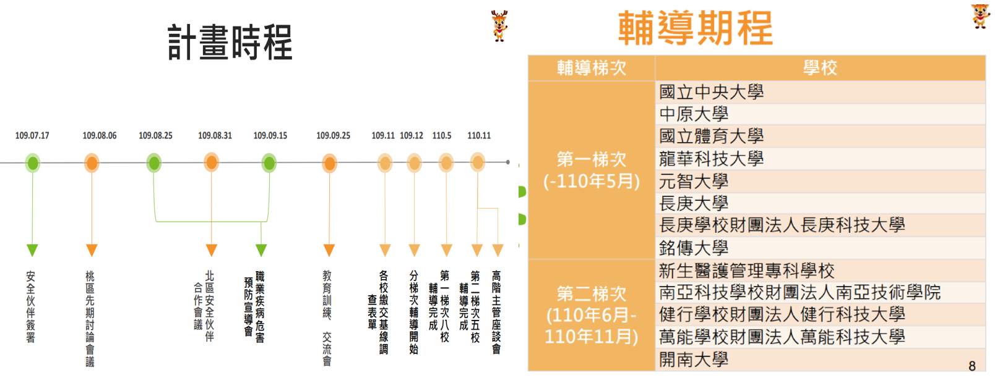 計畫時程
109.07.17
109.08.06
109.08.25
109.08.31
109.09.15
109.09.25
109.11
109.12
110.5
110.11
安全伙伴簽署
桃區先期討論會議
北區安全伙伴
合作會議
職業疾病危害
預防宣導會
教育訓練、交流會
各校繳交基線調
查表單
分梯次輔導開始
第一梯次八校
輔導完成
第二梯次五校
輔導完成
高階主管座談會
輔導期程
輔導梯次
學校
第一梯次
(-110年5月)
國立中央大學
中原大學
國立體育大學
龍華科技大學
元智大學
長庚大學
長庚學校財團法人長庚科技大學
銘傳大學
第二梯次
(110年6月-
110年11月)
新生醫護管理專科學校
南亞科技學校財團法人南亞技術學院
健行學校財團法人健行科技大學
萬能學校財團法人萬能科技大學
開南大學
8